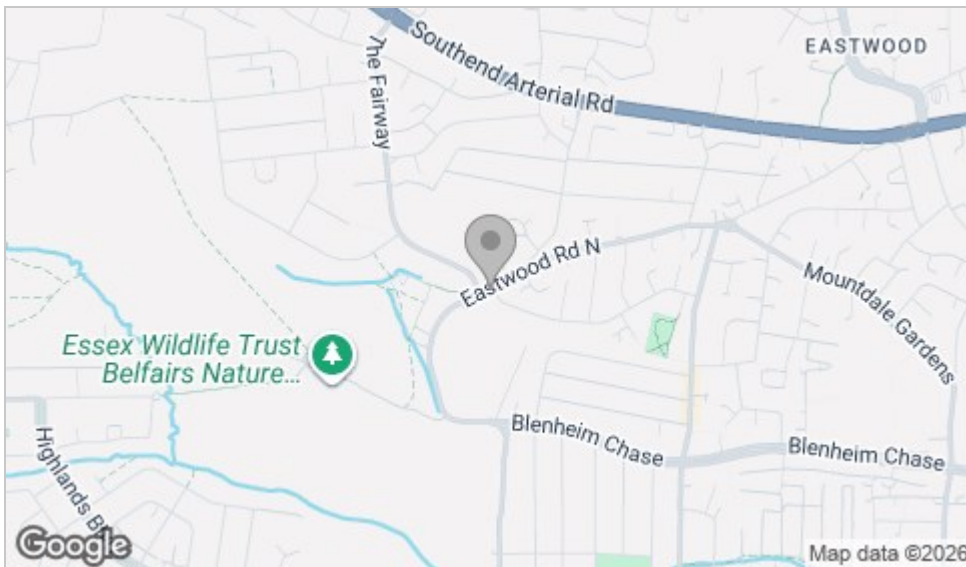 EASTWOOD
Southend Arterial Rd
The Fairway
Eastwood Rd N
Mountdale Gardens
Essex Wildlife Trust
Belfairs Nature...
Blenheim Chase
Blenheim Chase
Highlands B
Google
Map data ©2026